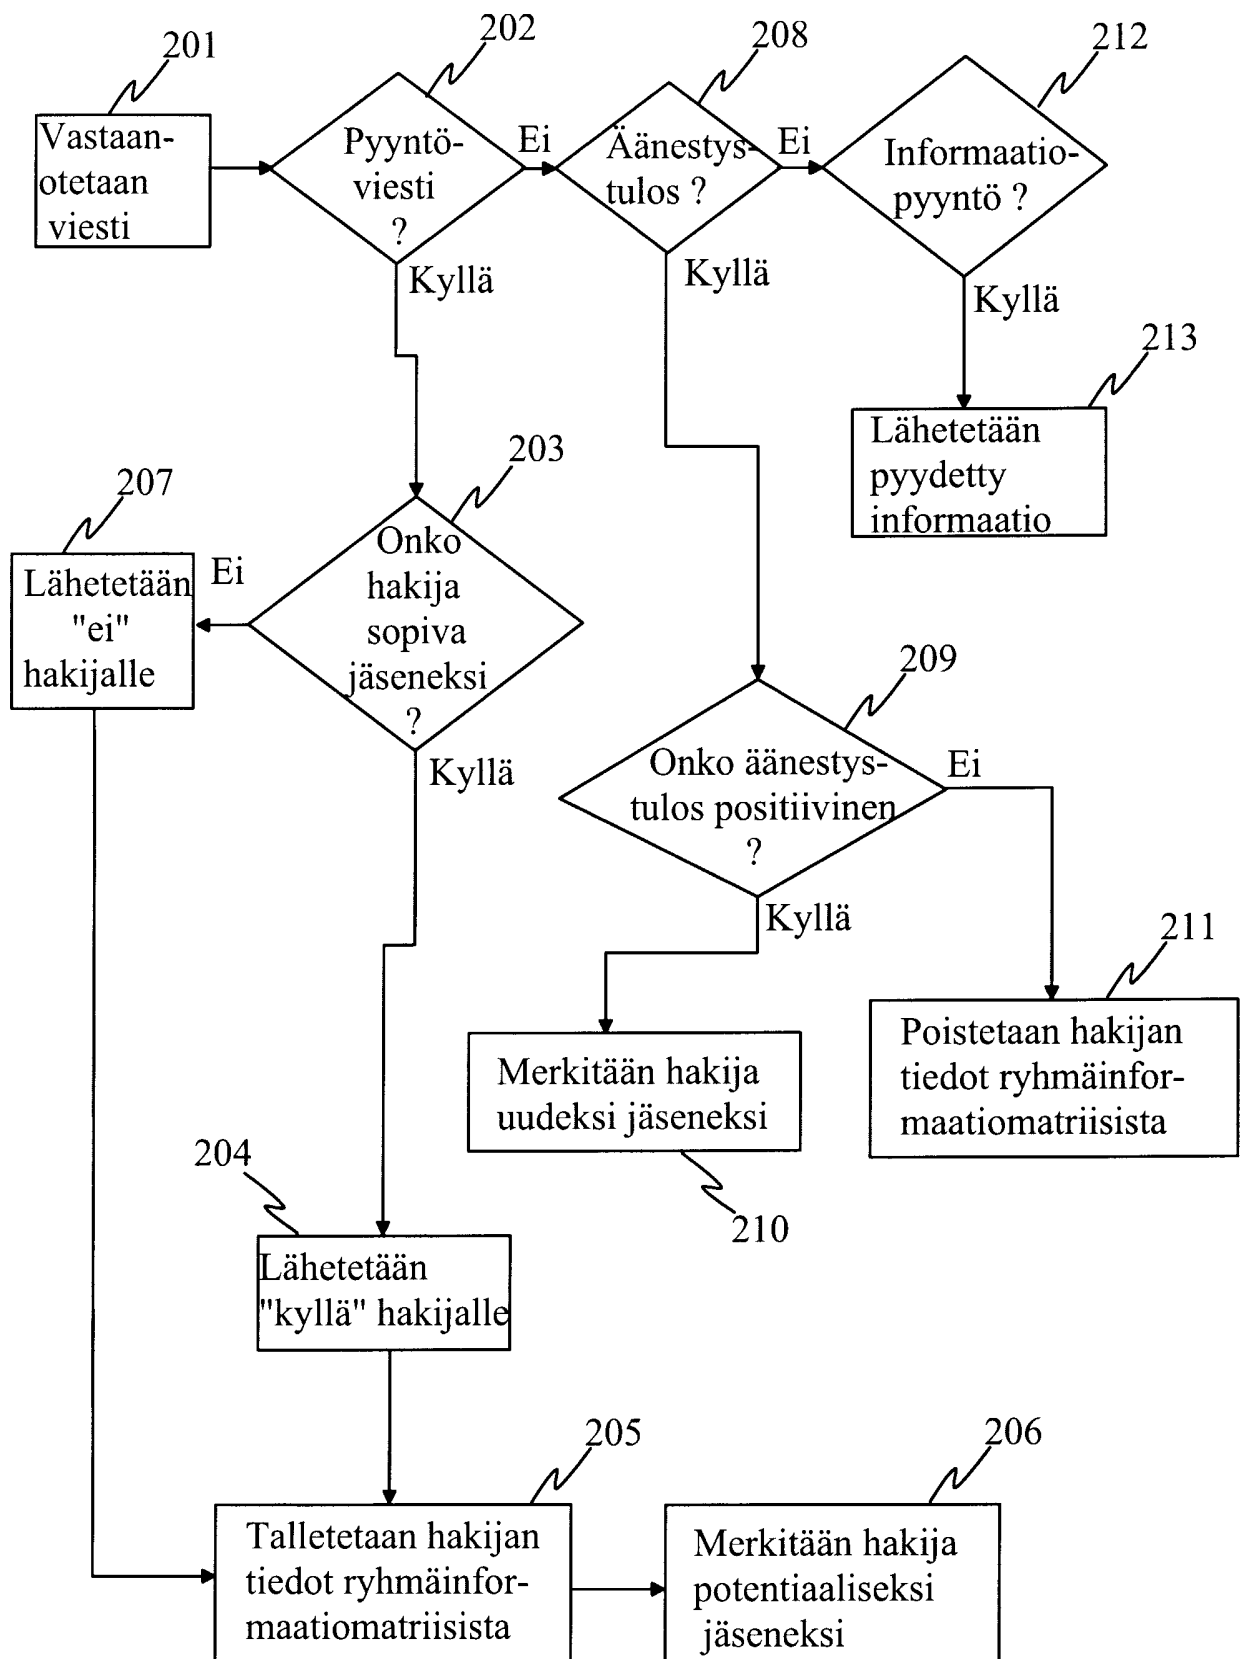 201
202
208
212
Vastaan-
otetaan
viesti
Pyyntö-
viesti
?
Ei
Äänestys-
tulos ?
Ei
Informaatio-
pyyntö ?
Kyllä
Kyllä
Kyllä
213
Lähetetään
pyydetty
informaatio
207
203
Lähetetään
"ei"
hakijalle
Ei
Onko
hakija
sopiva
jäseneksi
?
Kyllä
209
Onko äänestys-
tulos positiivinen
?
Ei
Kyllä
211
Poistetaan hakijan
tiedot ryhmäinfor-
maatiomatriisista
Merkitään hakija
uudeksi jäseneksi
210
204
Lähetetään
"kyllä" hakijalle
205
206
Talletetaan hakijan
tiedot ryhmäinfor-
maatiomatriisista
Merkitään hakija
potentiaaliseksi
jäseneksi